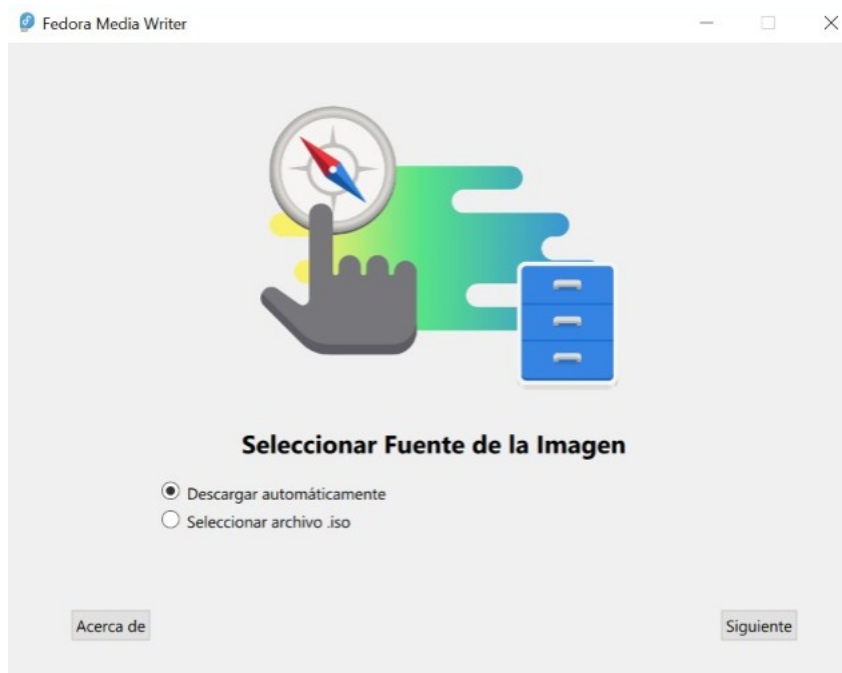 Fedora Media Writer
Seleccionar Fuente de la Imagen
Descargar automáticamente
Seleccionar archivo .iso
Acerca de
Siguiente